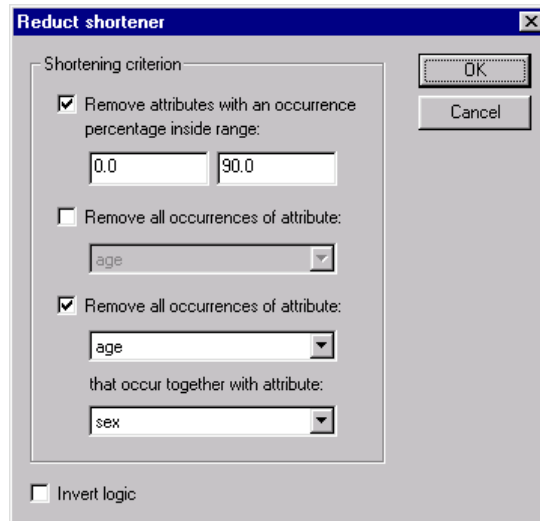 Reduct shortener
Shortening criterion
OK
Cancel
Remove attributes with an occurrence
percentage inside range:
0.0 90.0
Remove all occurrences of attribute:
age
Remove all occurrences of attribute:
age
that occur together with attribute:
sex
Invert logic